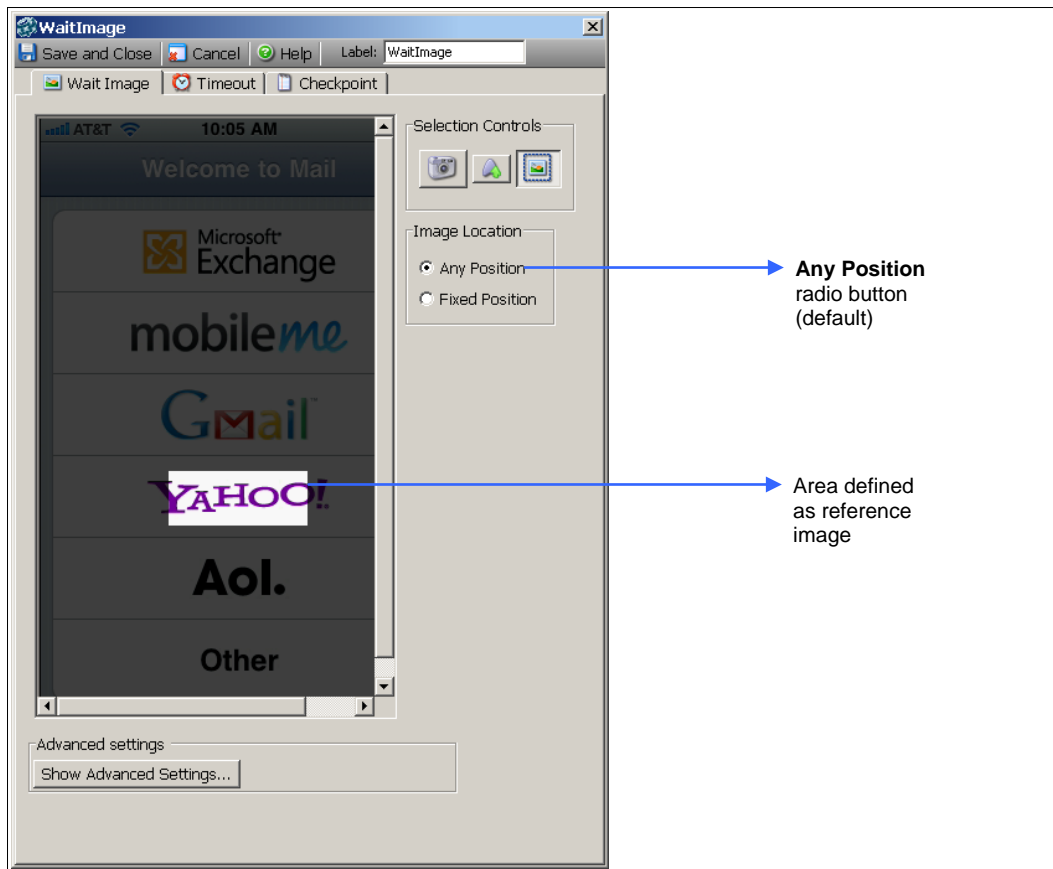 WaitImage
Save and Close Cancel Help Label: WaitImage
Wait Image Timeout Checkpoint
AT&T 10:05 AM
Welcome to Mail
Microsoft
Exchange
mobileme
Gmail
YAHOO!
Aol.
Other
Selection Controls
Image Location
Any Position
Fixed Position
Advanced settings
Show Advanced Settings...
Any Position
radio button
(default)
Area defined
as reference
image